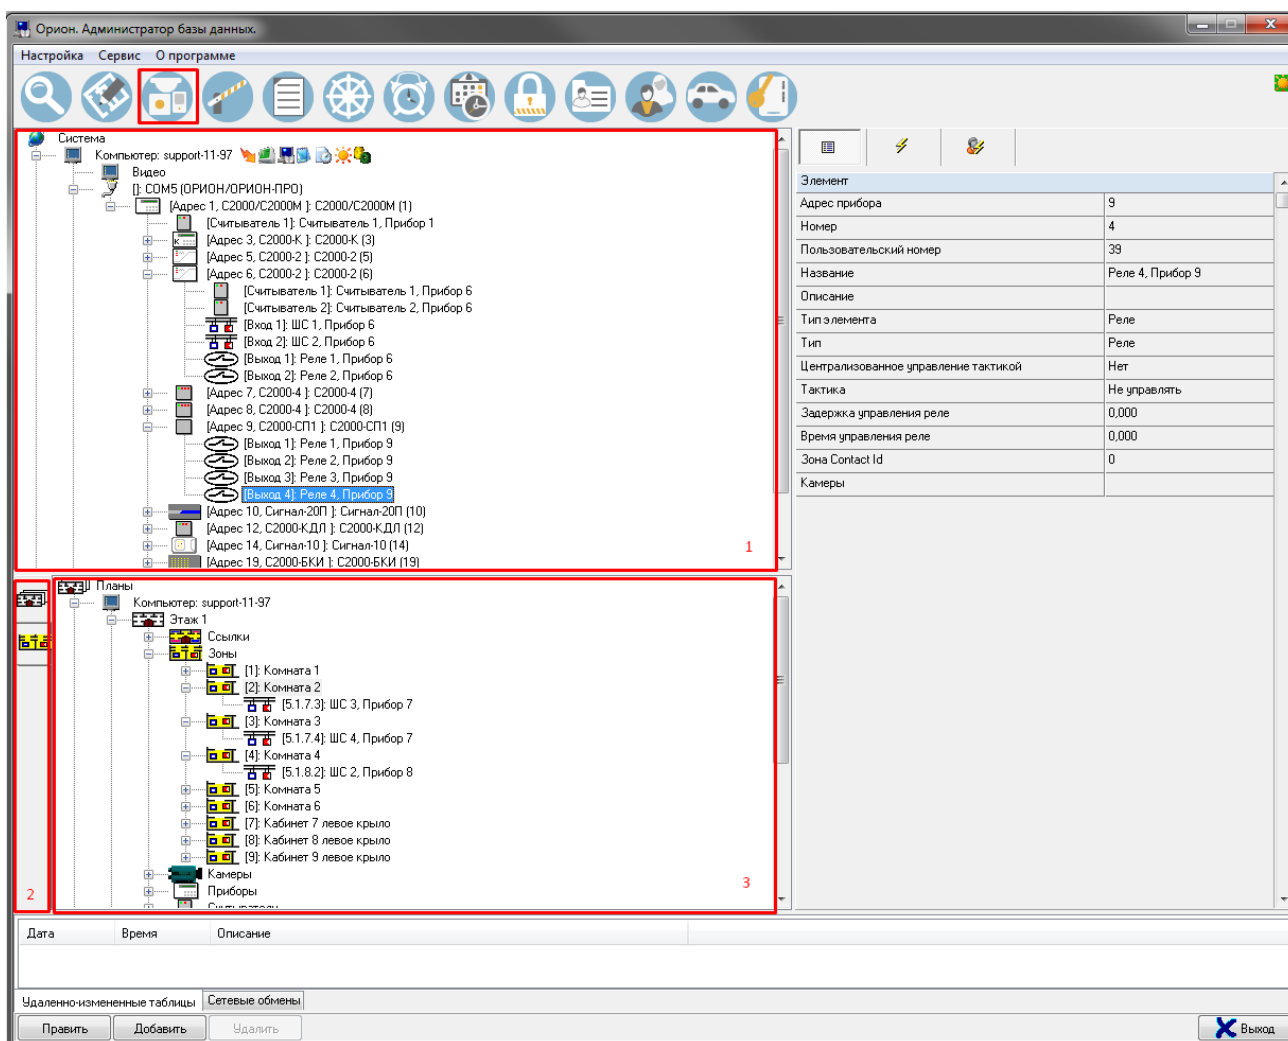 Орион. Администратор базы данных.
Настройка Сервис О программе
Система
Компьютер: support-11-97
Видео
[]: COM5 (ОРИОН/ОРИОН-ПРО)
[Адрес 1, С2000/С2000М ]: С2000/С2000М (1)
[Считыватель 1]: Считыватель 1, Прибор 1
[Адрес 3, С2000-К ]: С2000-К (3)
[Адрес 5, С2000-2 ]: С2000-2 (5)
[Адрес 6, С2000-2 ]: С2000-2 (6)
[Считыватель 1]: Считыватель 1, Прибор 6
[Считыватель 2]: Считыватель 2, Прибор 6
[Вход 1]: ШС 1, Прибор 6
[Вход 2]: ШС 2, Прибор 6
[Выход 1]: Реле 1, Прибор 6
[Выход 2]: Реле 2, Прибор 6
[Адрес 7, С2000-4 ]: С2000-4 (7)
[Адрес 8, С2000-4 ]: С2000-4 (8)
[Адрес 9, С2000-СП1 ]: С2000-СП1 (9)
[Выход 1]: Реле 1, Прибор 9
[Выход 2]: Реле 2, Прибор 9
[Выход 3]: Реле 3, Прибор 9
[Выход 4]: Реле 4, Прибор 9
[Адрес 10, Сигнал-20П ]: Сигнал-20П (10)
[Адрес 12, С2000-КДЛ ]: С2000-КДЛ (12)
[Адрес 14, Сигнал-10 ]: Сигнал-10 (14)
[Адрес 19, С2000-БКИ ]: С2000-БКИ (19)
1
Элемент
Адрес прибора 9
Номер 4
Пользовательский номер 39
Название Реле 4, Прибор 9
Описание
Тип элемента Реле
Тип Реле
Централизованное управление тактикой Нет
Тактика Не управлять
Задержка управления реле 0,000
Время управления реле 0,000
Зона Contact Id 0
Камеры
2
Планы
Компьютер: support-11-97
Этаж 1
Ссылки
Зоны
[1]: Комната 1
[2]: Комната 2
[5.1.7.3]: ШС 3, Прибор 7
[3]: Комната 3
[5.1.7.4]: ШС 4, Прибор 7
[4]: Комната 4
[5.1.8.2]: ШС 2, Прибор 8
[5]: Комната 5
[6]: Комната 6
[7]: Кабинет 7 левое крыло
[8]: Кабинет 8 левое крыло
[9]: Кабинет 9 левое крыло
Камеры
Приборы
Считыватели
3
Дата Время Описание
Удаленно-измененные таблицы Сетевые обмены
Править Добавить Удалить Выход